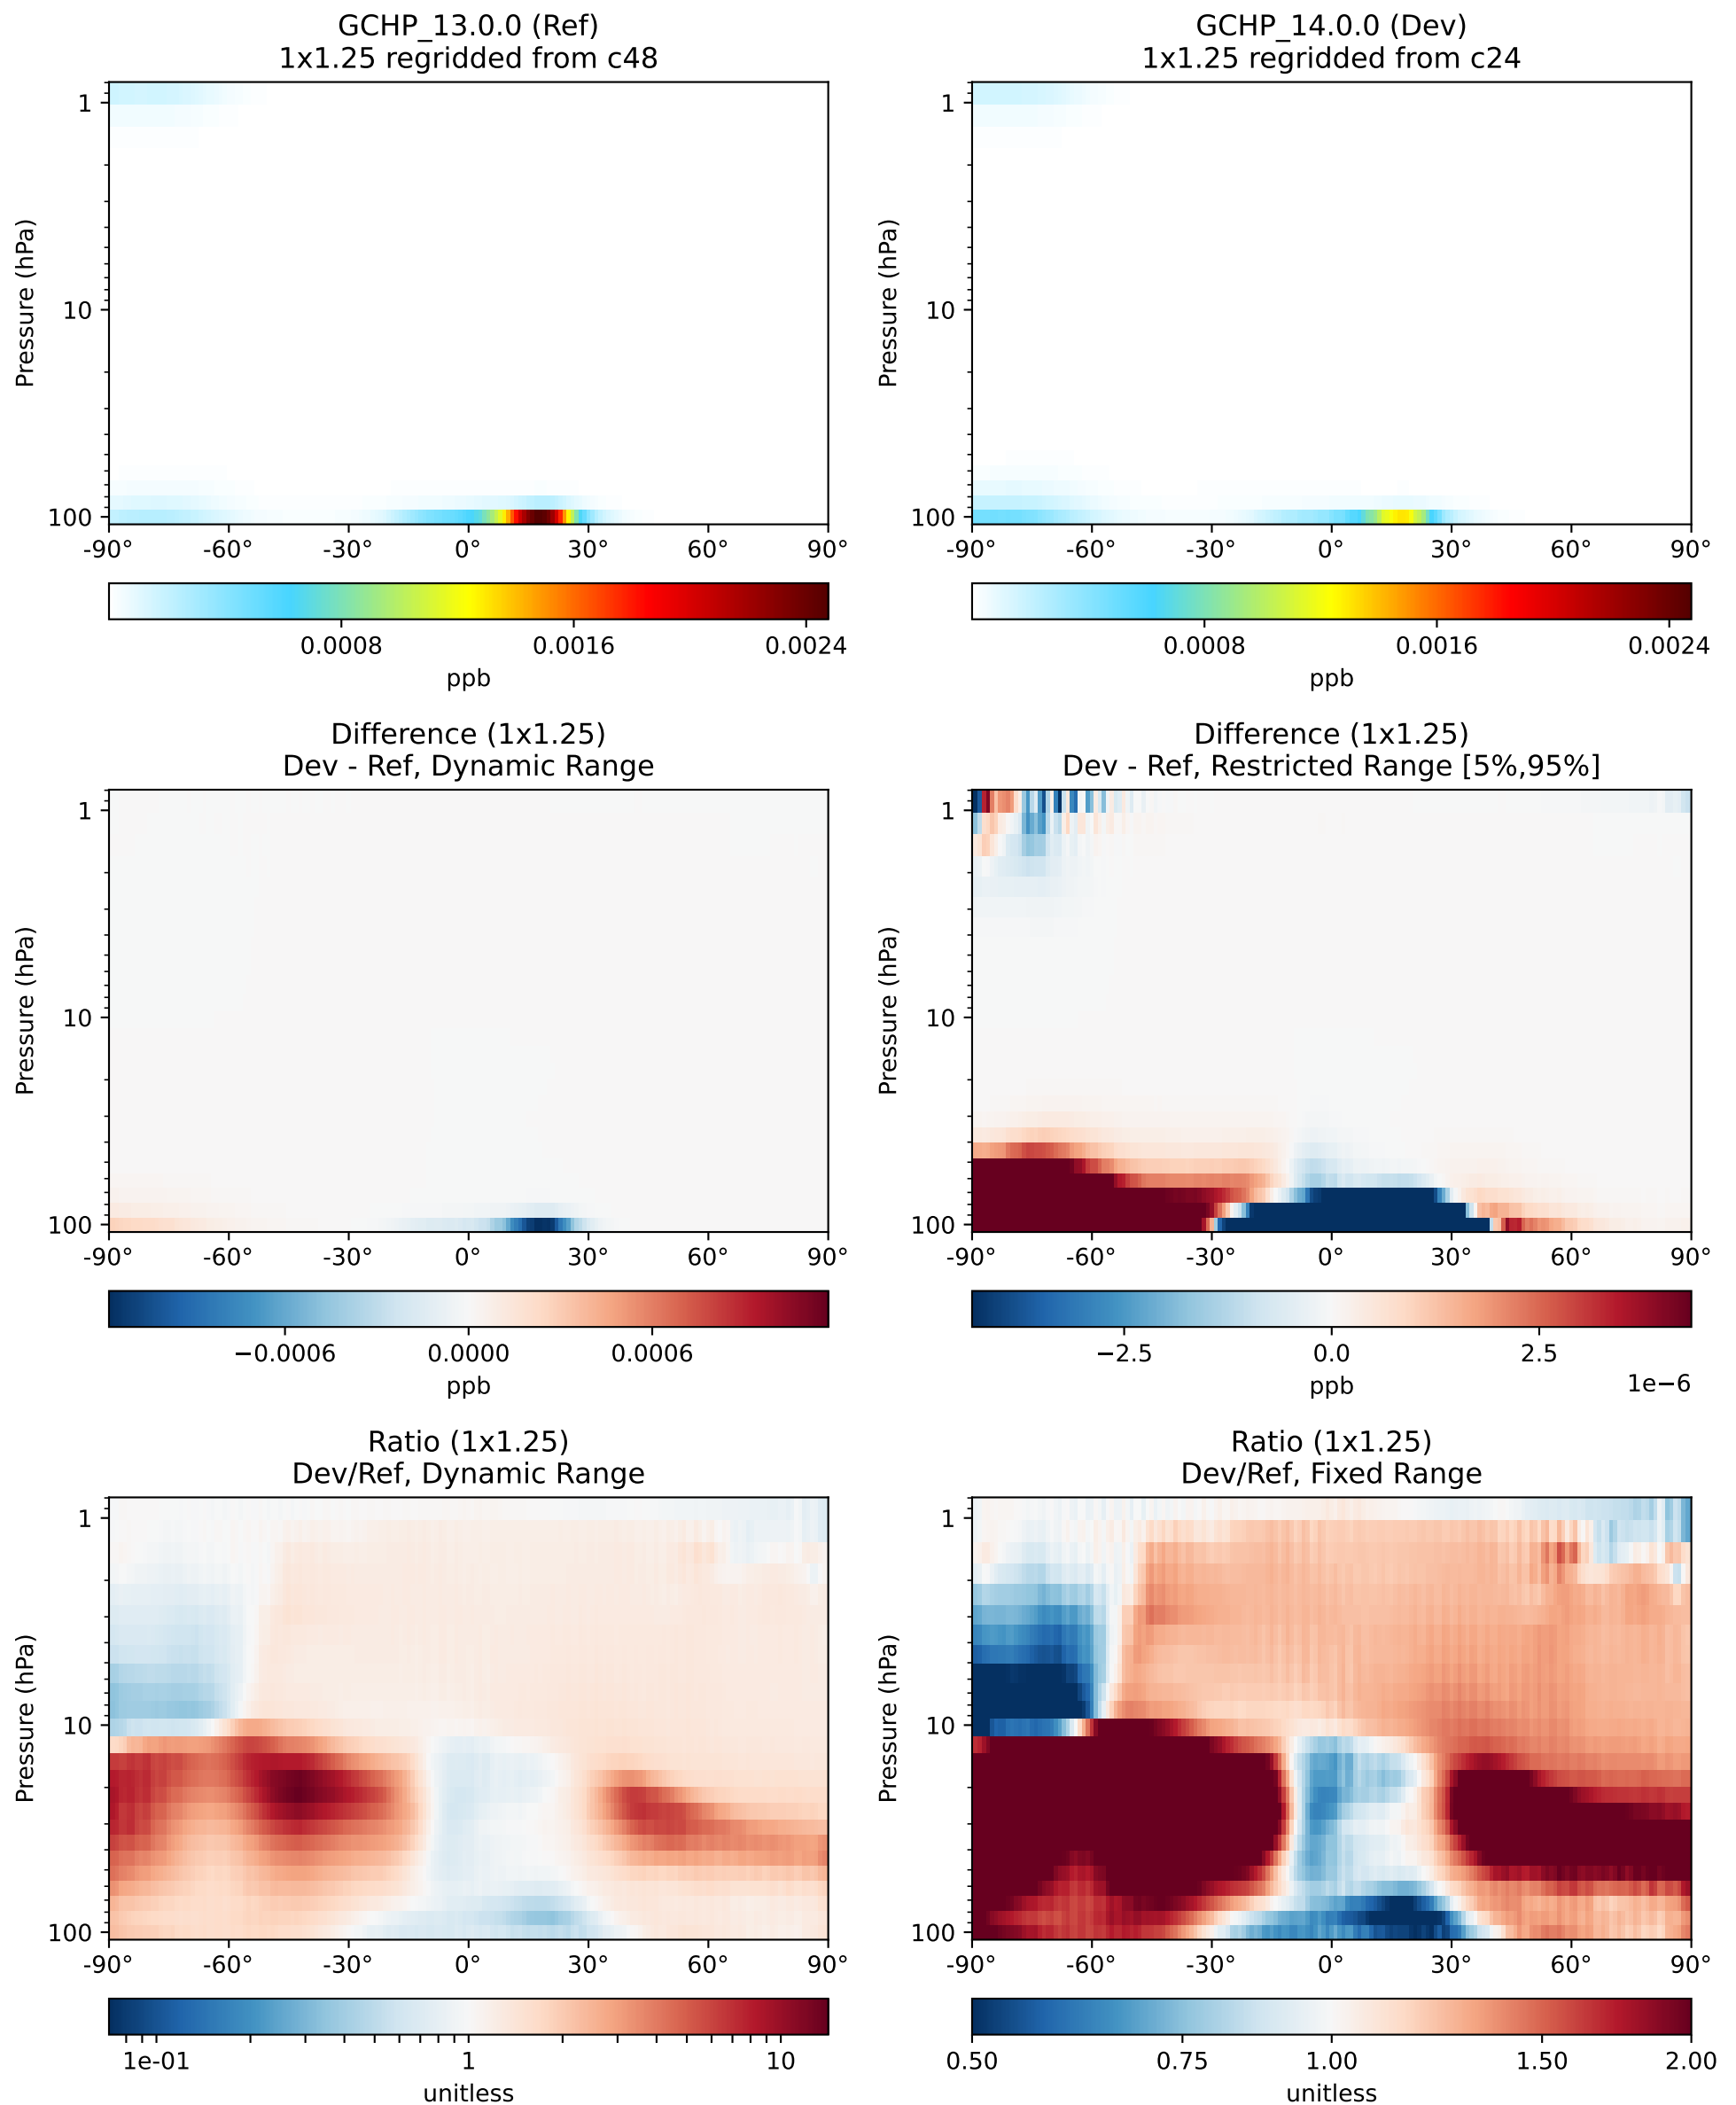 GCHP_13.0.0 (Ref)
1x1.25 regridded from c48
Pressure (hPa)
1
10
100
-90° -60° -30° 0° 30° 60° 90°
0.0008 0.0016 0.0024
ppb
GCHP_14.0.0 (Dev)
1x1.25 regridded from c24
Pressure (hPa)
1
10
100
-90° -60° -30° 0° 30° 60° 90°
0.0008 0.0016 0.0024
ppb
Difference (1x1.25)
Dev - Ref, Dynamic Range
Pressure (hPa)
1
10
100
-90° -60° -30° 0° 30° 60° 90°
−0.0006 0.0000 0.0006
ppb
Difference (1x1.25)
Dev - Ref, Restricted Range [5%,95%]
Pressure (hPa)
1
10
100
-90° -60° -30° 0° 30° 60° 90°
−2.5 0.0 2.5
ppb
1e−6
Ratio (1x1.25)
Dev/Ref, Dynamic Range
Pressure (hPa)
1
10
100
-90° -60° -30° 0° 30° 60° 90°
1e-01 1 10
unitless
Ratio (1x1.25)
Dev/Ref, Fixed Range
Pressure (hPa)
1
10
100
-90° -60° -30° 0° 30° 60° 90°
0.50 0.75 1.00 1.50 2.00
unitless